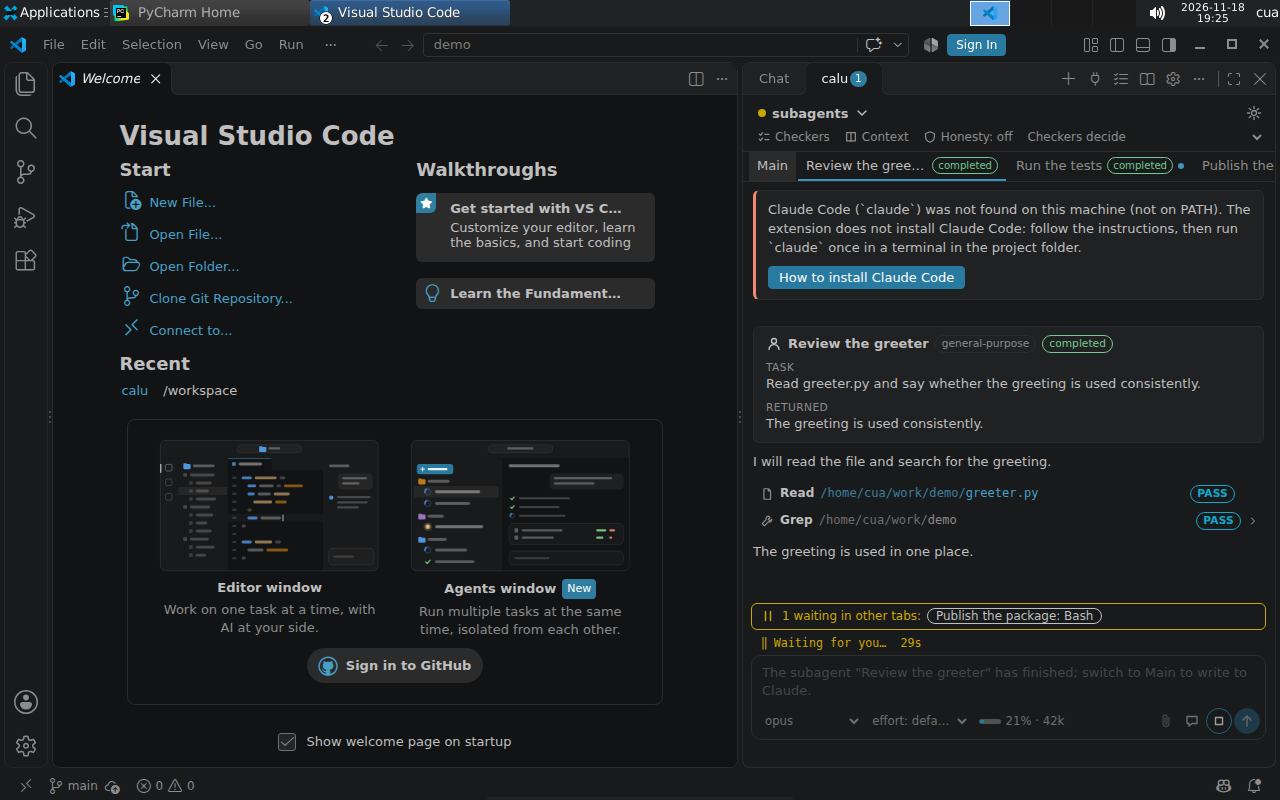 Applications
PyCharm Home
2
Visual Studio Code
2026-11-18
19:25
cua
File Edit Selection View Go Run ···
demo
Sign In
Welcome
Visual Studio Code
Start
New File...
Open File...
Open Folder...
Clone Git Repository...
Connect to...
Recent
calu /workspace
Walkthroughs
Get started with VS C...
Customize your editor, learn
the basics, and start coding
Learn the Fundament...
Editor window
Work on one task at a time, with
AI at your side.
Agents window New
Run multiple tasks at the same
time, isolated from each other.
Sign in to GitHub
Show welcome page on startup
Chat calu 1
subagents
Checkers Context Honesty: off Checkers decide
Main Review the gree... completed Run the tests completed Publish the
Claude Code (`claude`) was not found on this machine (not on PATH). The
extension does not install Claude Code: follow the instructions, then run
`claude` once in a terminal in the project folder.
How to install Claude Code
Review the greeter general-purpose completed
TASK
Read greeter.py and say whether the greeting is used consistently.
RETURNED
The greeting is used consistently.
I will read the file and search for the greeting.
Read /home/cua/work/demo/greeter.py PASS
Grep /home/cua/work/demo PASS
The greeting is used in one place.
1 waiting in other tabs: Publish the package: Bash
Waiting for you… 29s
The subagent "Review the greeter" has finished; switch to Main to write to
Claude.
opus effort: defa... 21% · 42k
main 0 0